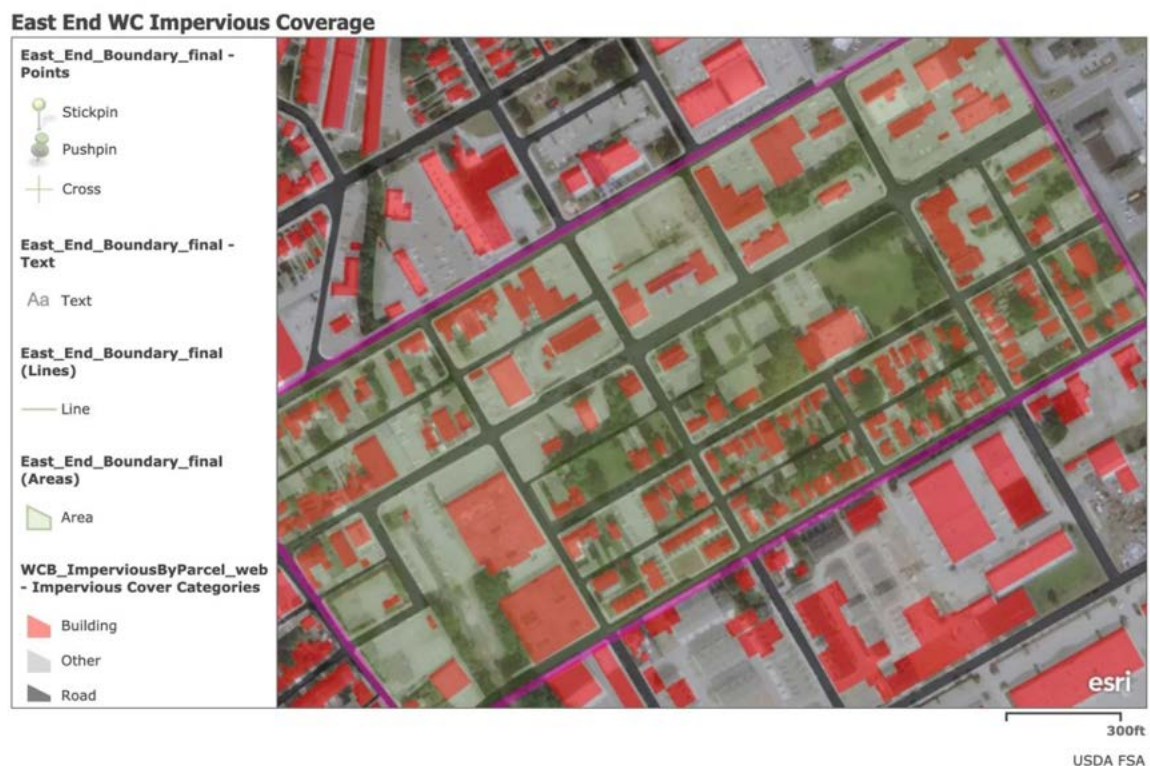 East End WC Impervious Coverage
East_End_Boundary_final -
Points
Stickpin
Pushpin
Cross
East_End_Boundary_final -
Text
Aa Text
East_End_Boundary_final
(Lines)
Line
East_End_Boundary_final
(Areas)
Area
WCB_ImperviousByParcel_web
- Impervious Cover Categories
Building
Other
Road
esri
300ft
USDA FSA